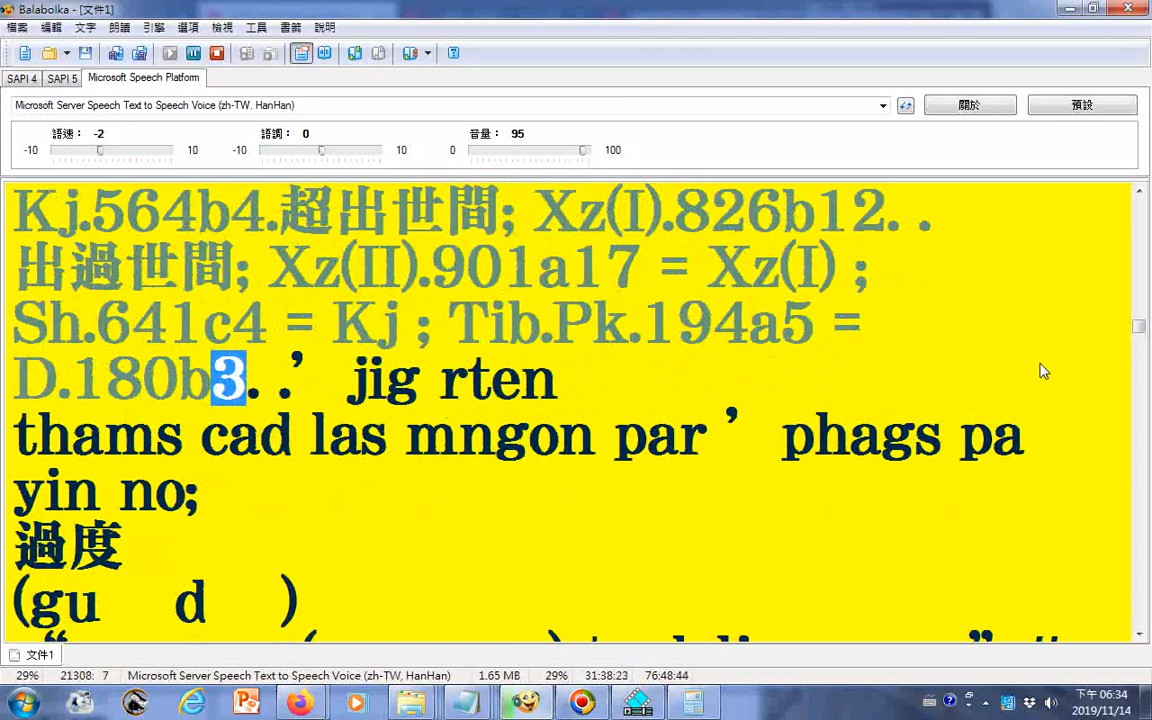 Balabolka - [文件1]
檔案 編輯 文字 朗讀 引擎 選項 檢視 工具 書籤 說明
SAPI 4 SAPI 5 Microsoft Speech Platform
Microsoft Server Speech Text to Speech Voice (zh-TW, HanHan) 關於 預設
語速： -2 語調： 0 音量： 95
-10 10 -10 10 0 100
Kj.564b4.超出世間; Xz(I).826b12. .
出過世間; Xz(II).901a17 = Xz(I) ;
Sh.641c4 = Kj ; Tib.Pk.194a5 =
D.180b3. .’ jig rten
thams cad las mngon par ’ phags pa
yin no;
過度
(gu d )
文件1
29% 21308: 7 Microsoft Server Speech Text to Speech Voice (zh-TW, HanHan) 1.65 MB 29% 31:38:23 76:48:44
下午 06:34
2019/11/14